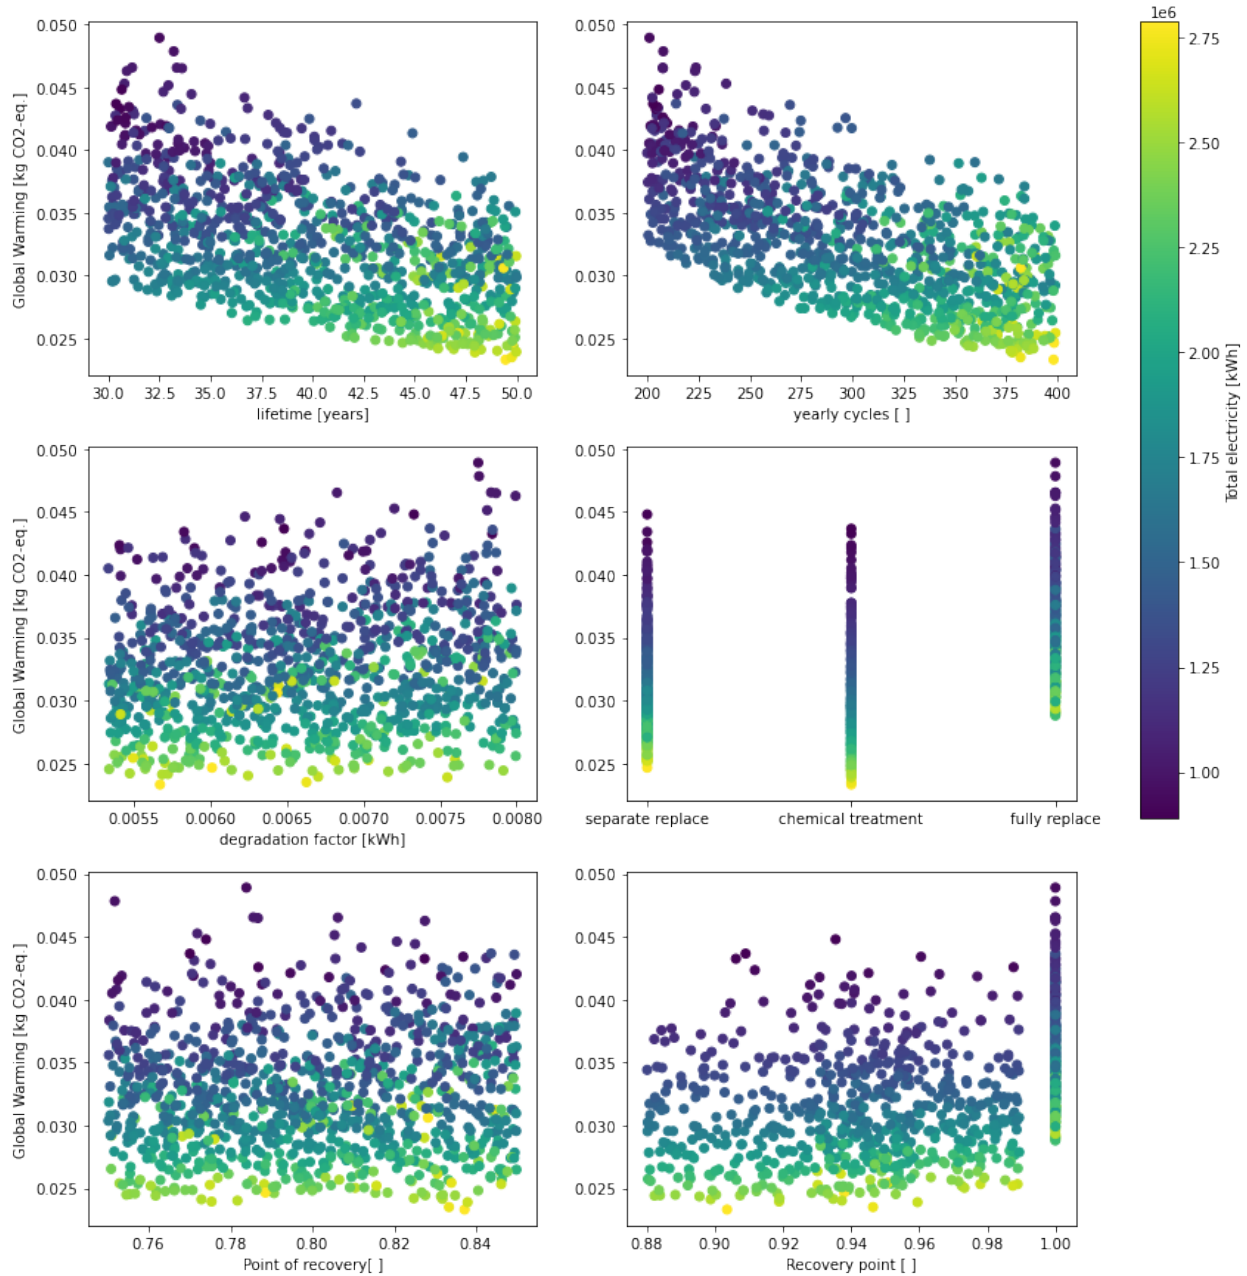 0.050
0.045
0.040
0.035
0.030
0.025
Global Warming [kg CO2-eq.]
30.0 32.5 35.0 37.5 40.0 42.5 45.0 47.5 50.0
lifetime [years]
0.050
0.045
0.040
0.035
0.030
0.025
200 225 250 275 300 325 350 375 400
yearly cycles [ ]
0.050
0.045
0.040
0.035
0.030
0.025
Global Warming [kg CO2-eq.]
0.0055 0.0060 0.0065 0.0070 0.0075 0.0080
degradation factor [kWh]
0.050
0.045
0.040
0.035
0.030
0.025
separate replace chemical treatment fully replace
0.050
0.045
0.040
0.035
0.030
0.025
Global Warming [kg CO2-eq.]
0.76 0.78 0.80 0.82 0.84
Point of recovery[ ]
0.050
0.045
0.040
0.035
0.030
0.025
0.88 0.90 0.92 0.94 0.96 0.98 1.00
Recovery point [ ]
1e6
2.75
2.50
2.25
2.00
1.75
1.50
1.25
1.00
Total electricity [kWh]